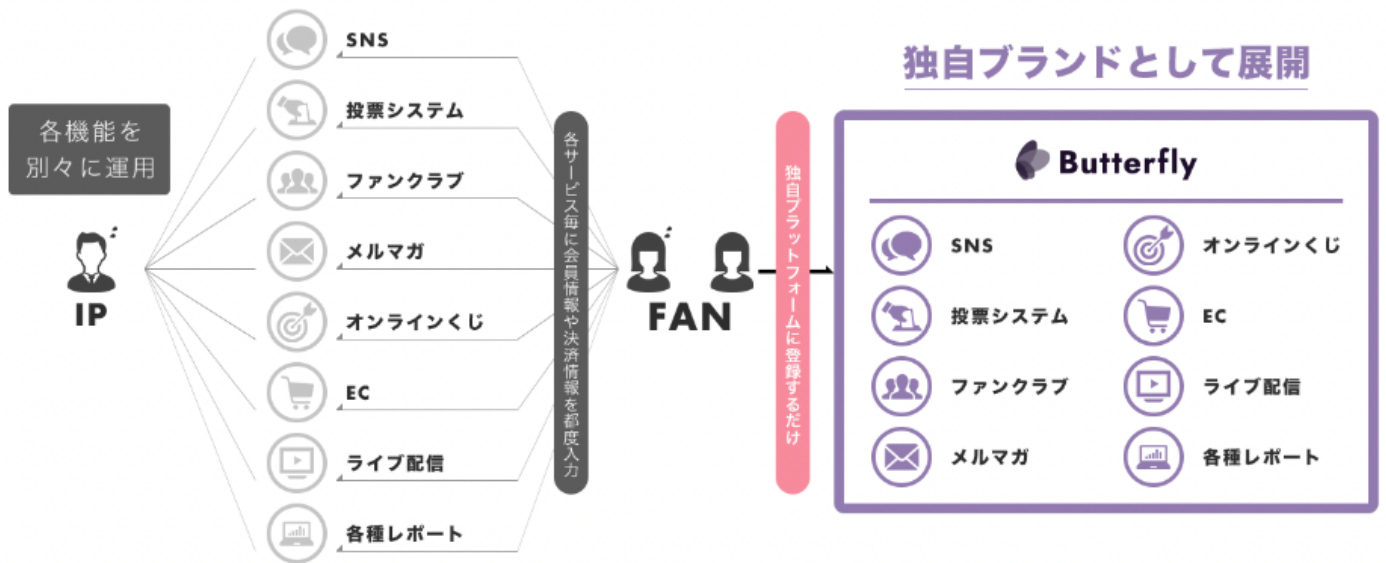 各機能を
別々に運用
IP
SNS
投票システム
ファンクラブ
メルマガ
オンラインくじ
EC
ライブ配信
各種レポート
各サービス毎に会員情報や決済情報を都度入力
FAN
独自プラットフォームに登録するだけ
独自ブランドとして展開
Butterfly
SNS
投票システム
ファンクラブ
メルマガ
オンラインくじ
EC
ライブ配信
各種レポート